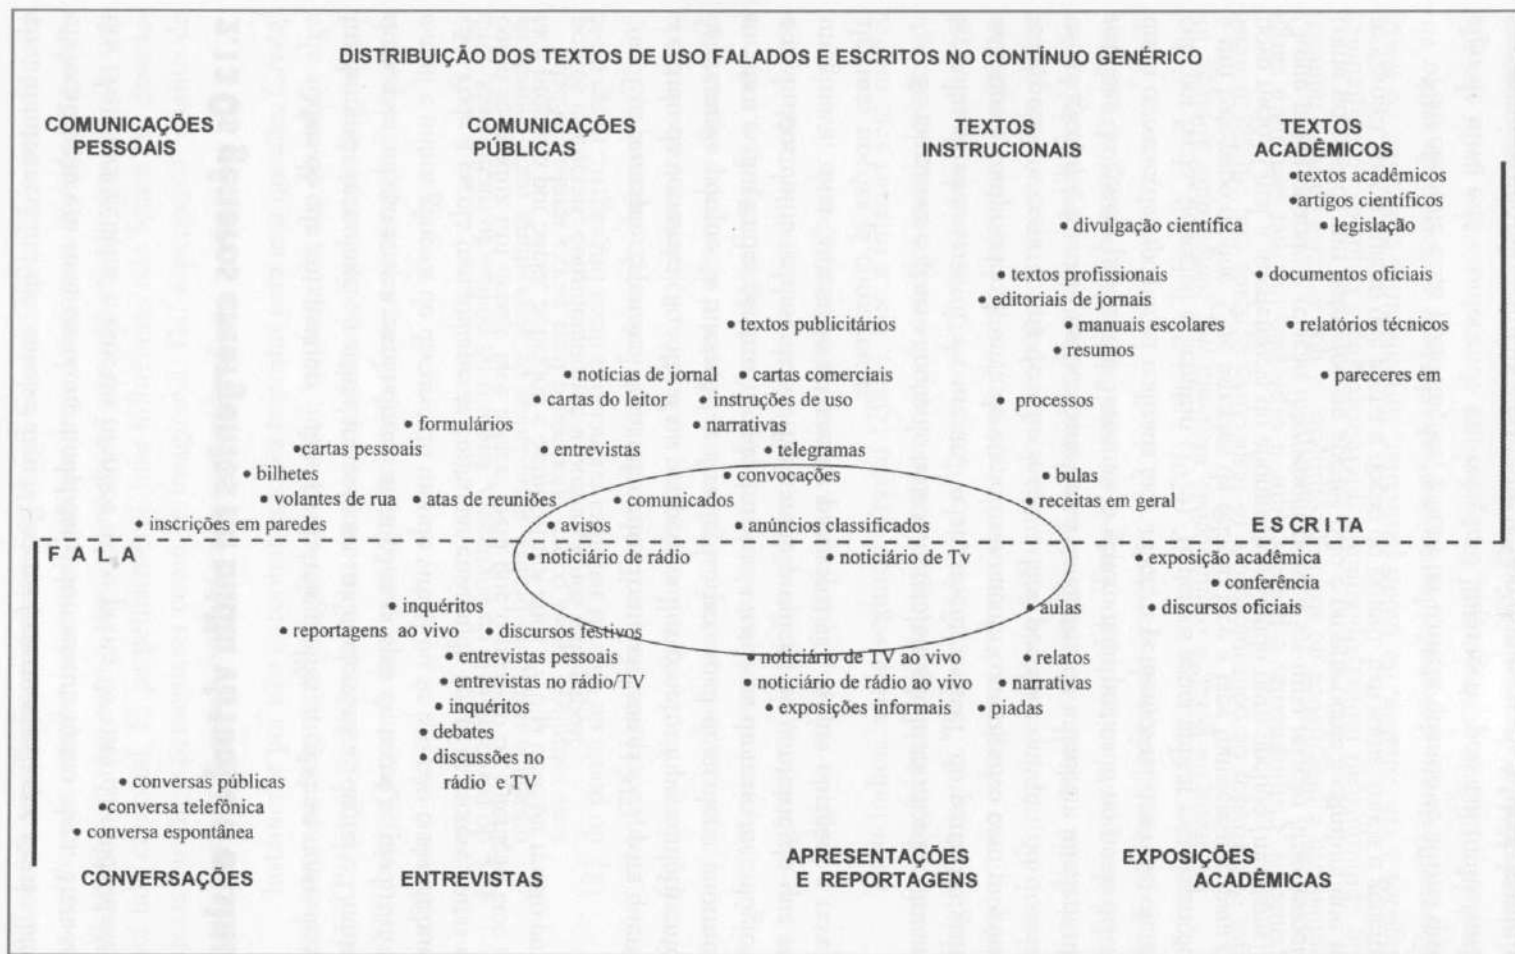 DISTRIBUIÇÃO DOS TEXTOS DE USO FALADOS E ESCRITOS NO CONTÍNUO GENÉRICO
COMUNICAÇÕES
PESSOAIS
COMUNICAÇÕES
PÚBLICAS
TEXTOS
INSTRUCIONAIS
TEXTOS
ACADÊMICOS
•textos acadêmicos
•artigos científicos
• divulgação científica • legislação
• textos profissionais • documentos oficiais
• editoriais de jornais
• textos publicitários • manuais escolares • relatórios técnicos
• resumos
• notícias de jornal • cartas comerciais • pareceres em
• cartas do leitor • instruções de uso • processos
• formulários • narrativas
•cartas pessoais • entrevistas • telegramas
• bilhetes • convocações • bulas
• volantes de rua • atas de reuniões • comunicados • receitas em geral
• inscrições em paredes • avisos • anúncios classificados E S C R I T A
F A L A • noticiário de rádio • noticiário de Tv • exposição acadêmica
• conferência
• inquéritos • aulas • discursos oficiais
• reportagens ao vivo • discursos festivos
• entrevistas pessoais • noticiário de TV ao vivo • relatos
• entrevistas no rádio/TV • noticiário de rádio ao vivo • narrativas
• inquéritos • exposições informais • piadas
• debates
• discussões no
rádio e TV
• conversas públicas
•conversa telefônica
• conversa espontânea
CONVERSAÇÕES
ENTREVISTAS
APRESENTAÇÕES
E REPORTAGENS
EXPOSIÇÕES
ACADÊMICAS